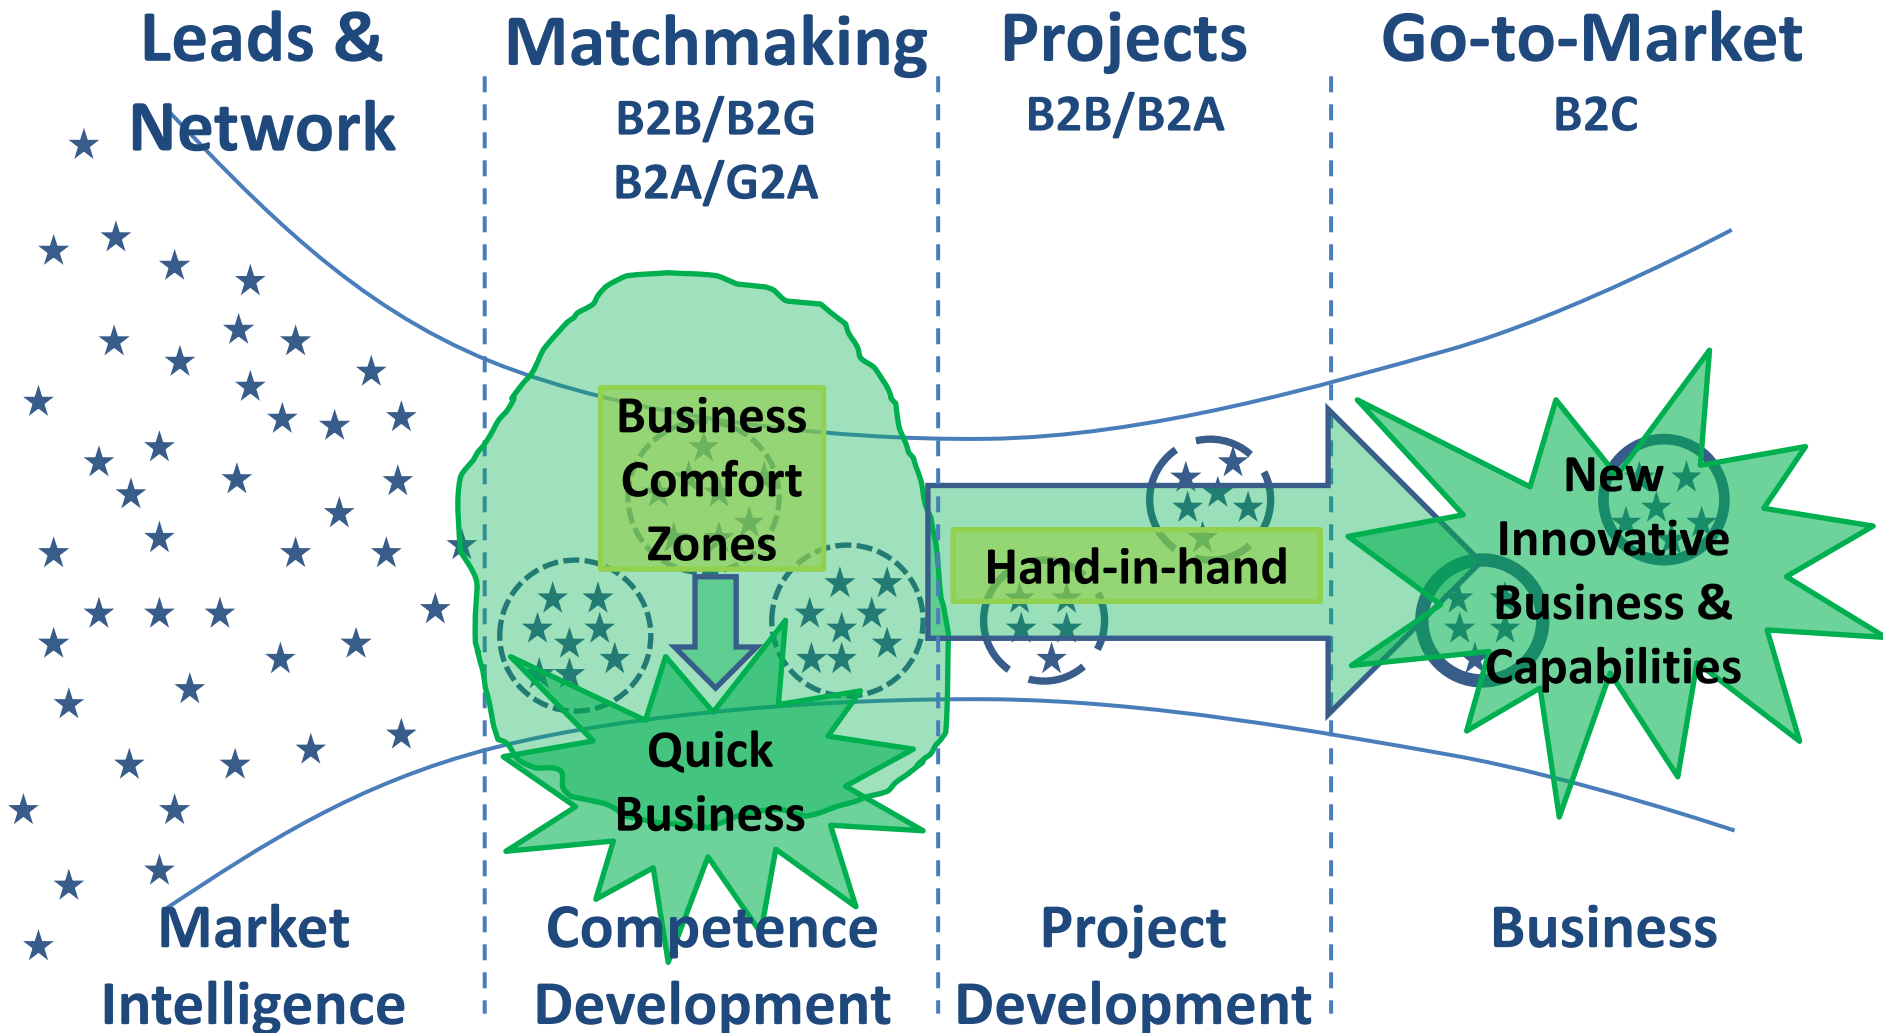 Leads &
Network
Matchmaking
B2B/B2G
B2A/G2A
Projects
B2B/B2A
Go-to-Market
B2C
Business
Comfort
Zones
Quick
Business
Hand-in-hand
New
Innovative
Business &
Capabilities
Market
Intelligence
Competence
Development
Project
Development
Business